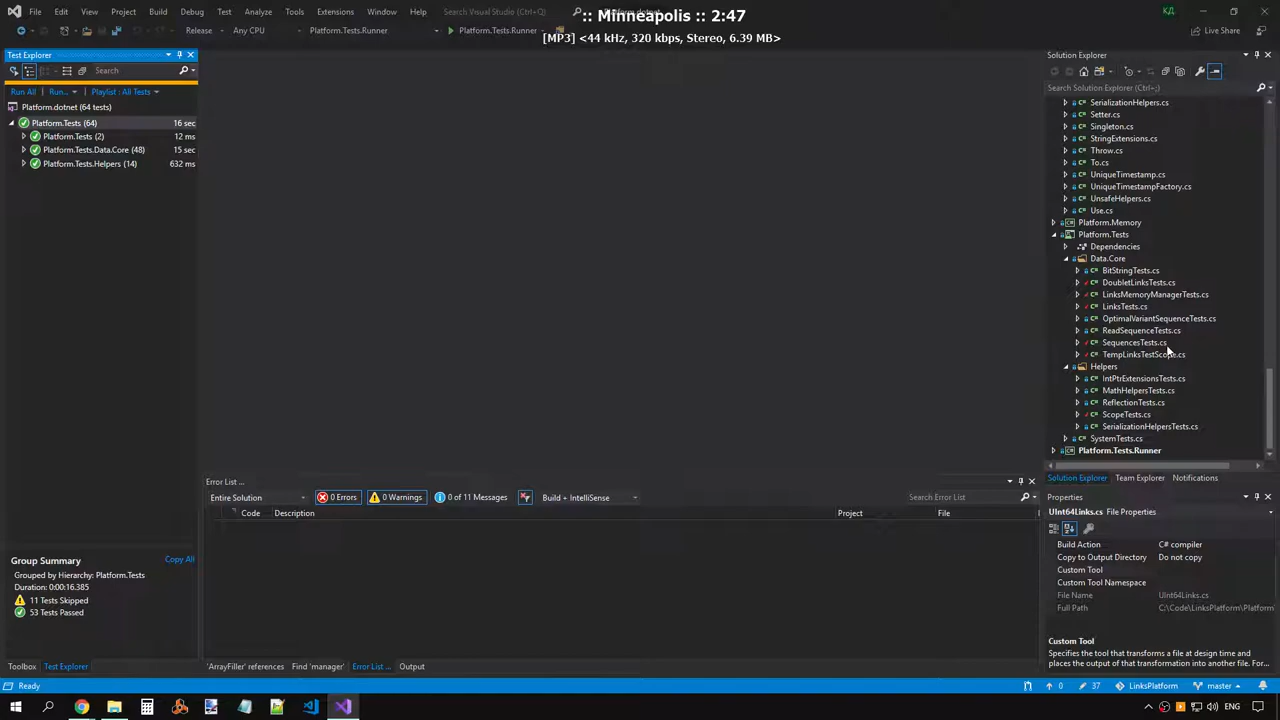 :: Minneapolis :: 2:47
[MP3] <44 kHz, 320 kbps, Stereo, 6.39 MB>
File Edit View Project Build Debug Test Analyze Tools Extensions Window Help Search Visual Studio (Ctrl+Q) КД
Release Any CPU Platform.Tests.Runner Platform.Tests.Runner Live Share
Test Explorer
Search
Run All Run... Playlist : All Tests
Platform.dotnet (64 tests)
Platform.Tests (64) 16 sec
Platform.Tests (2) 12 ms
Platform.Tests.Data.Core (48) 15 sec
Platform.Tests.Helpers (14) 632 ms
Group Summary Copy All
Grouped by Hierarchy: Platform.Tests
Duration: 0:00:16.385
11 Tests Skipped
53 Tests Passed
Toolbox Test Explorer
Error List ...
Entire Solution 0 Errors 0 Warnings 0 of 11 Messages Build + IntelliSense Search Error List
Code Description Project File
'ArrayFiller' references Find 'manager' Error List ... Output
Solution Explorer
Search Solution Explorer (Ctrl+;)
SerializationHelpers.cs
Setter.cs
Singleton.cs
StringExtensions.cs
Throw.cs
To.cs
UniqueTimestamp.cs
UniqueTimestampFactory.cs
UnsafeHelpers.cs
Use.cs
Platform.Memory
Platform.Tests
Dependencies
Data.Core
BitStringTests.cs
DoubletLinksTests.cs
LinksMemoryManagerTests.cs
LinksTests.cs
OptimalVariantSequenceTests.cs
ReadSequenceTests.cs
SequencesTests.cs
TempLinksTestScope.cs
Helpers
IntPtrExtensionsTests.cs
MathHelpersTests.cs
ReflectionTests.cs
ScopeTests.cs
SerializationHelpersTests.cs
SystemTests.cs
Platform.Tests.Runner
Solution Explorer Team Explorer Notifications
Properties
UInt64Links.cs File Properties
Build Action C# compiler
Copy to Output Directory Do not copy
Custom Tool
Custom Tool Namespace
File Name UInt64Links.cs
Full Path C:\Code\LinksPlatform\Platform
Custom Tool
Specifies the tool that transforms a file at design time and
places the output of that transformation into another file. For...
Ready 0 37 LinksPlatform master
ENG